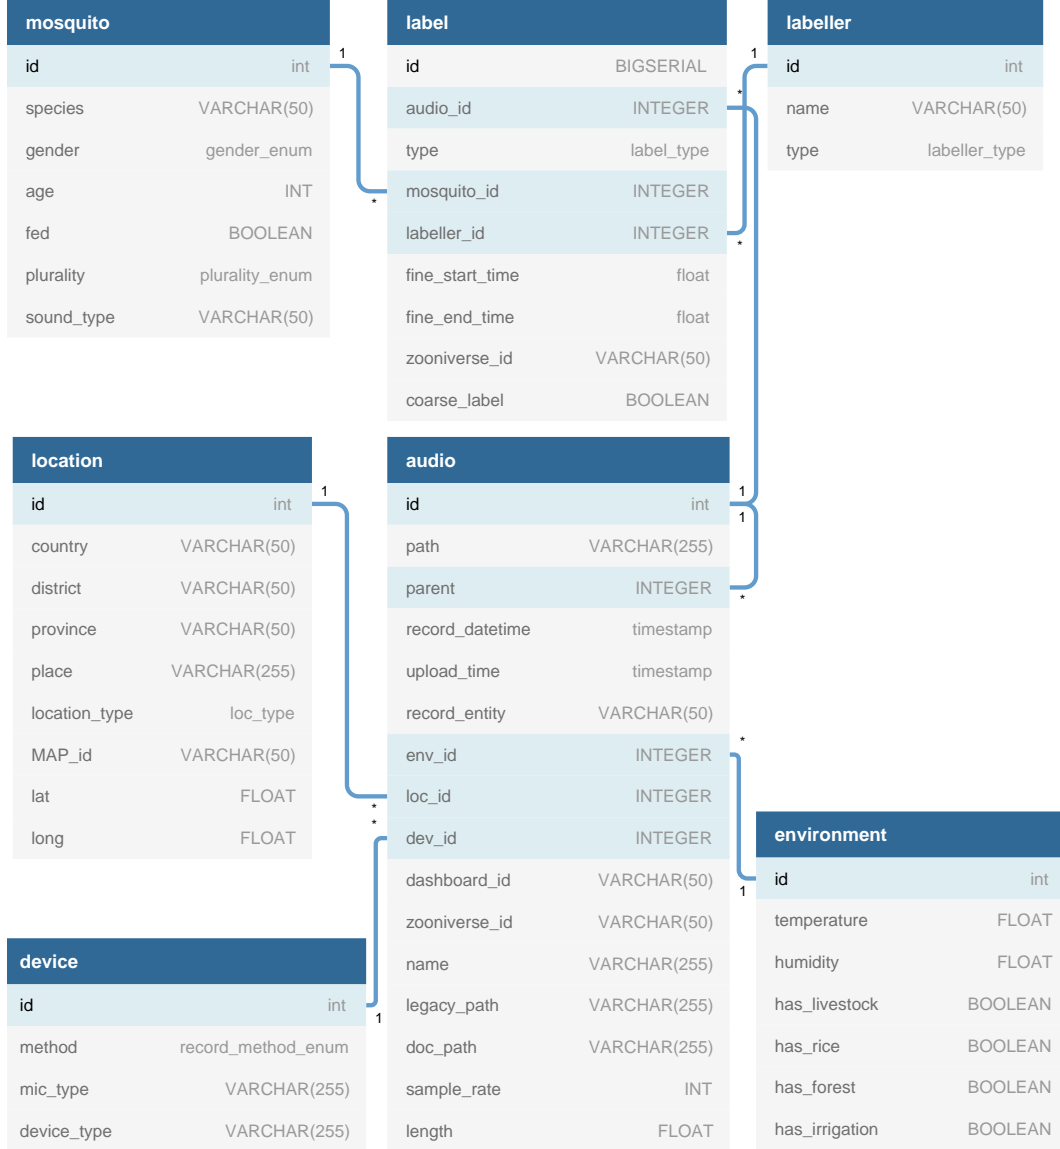 mosquito
id int
species VARCHAR(50)
gender gender_enum
age INT
fed BOOLEAN
plurality plurality_enum
sound_type VARCHAR(50)
1
*
label
id BIGSERIAL
audio_id INTEGER
type label_type
mosquito_id INTEGER
labeller_id INTEGER
fine_start_time float
fine_end_time float
zooniverse_id VARCHAR(50)
coarse_label BOOLEAN
1
*
*
labeller
id int
name VARCHAR(50)
type labeller_type
location
id int
country VARCHAR(50)
district VARCHAR(50)
province VARCHAR(50)
place VARCHAR(255)
location_type loc_type
MAP_id VARCHAR(50)
lat FLOAT
long FLOAT
1
*
*
audio
id int
path VARCHAR(255)
parent INTEGER
record_datetime timestamp
upload_time timestamp
record_entity VARCHAR(50)
env_id INTEGER
loc_id INTEGER
dev_id INTEGER
dashboard_id VARCHAR(50)
zooniverse_id VARCHAR(50)
name VARCHAR(255)
legacy_path VARCHAR(255)
doc_path VARCHAR(255)
sample_rate INT
length FLOAT
1
1
*
*
1
environment
id int
temperature FLOAT
humidity FLOAT
has_livestock BOOLEAN
has_rice BOOLEAN
has_forest BOOLEAN
has_irrigation BOOLEAN
device
id int
method record_method_enum
mic_type VARCHAR(255)
device_type VARCHAR(255)
1